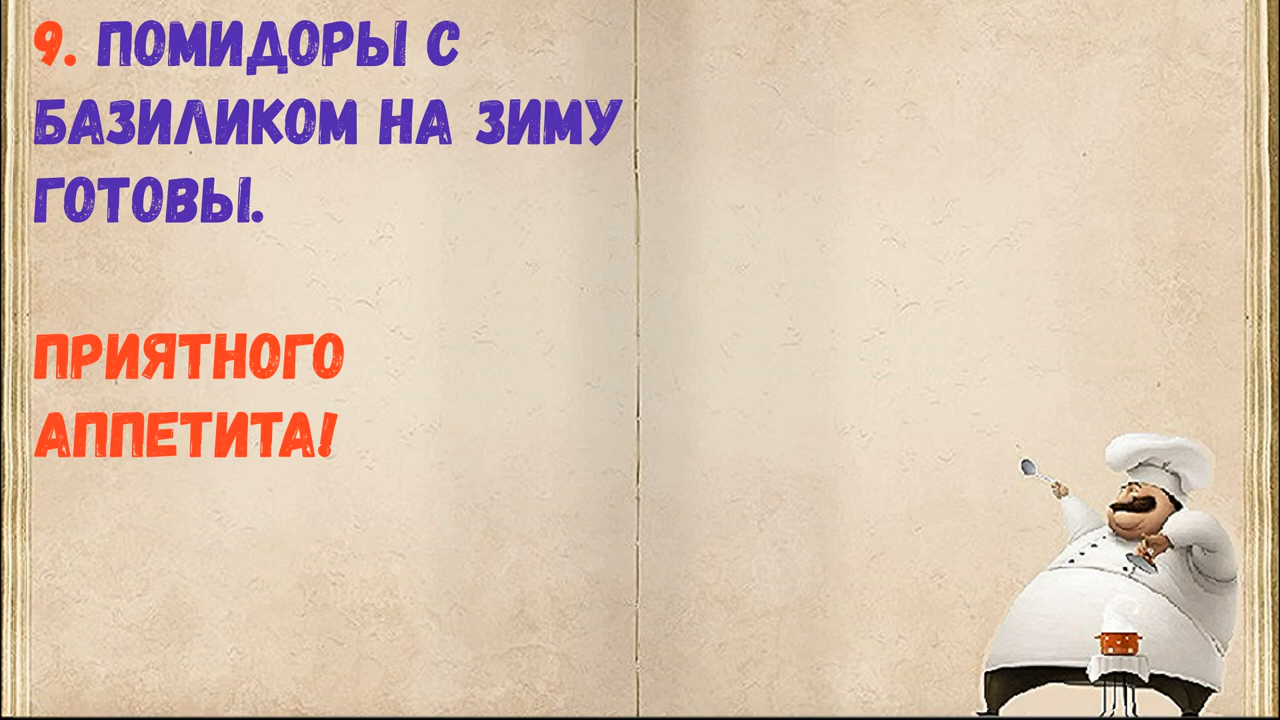 9. ПОМИДОРЫ С
БАЗИЛИКОМ НА ЗИМУ
ГОТОВЫ.
ПРИЯТНОГО
АППЕТИТА!